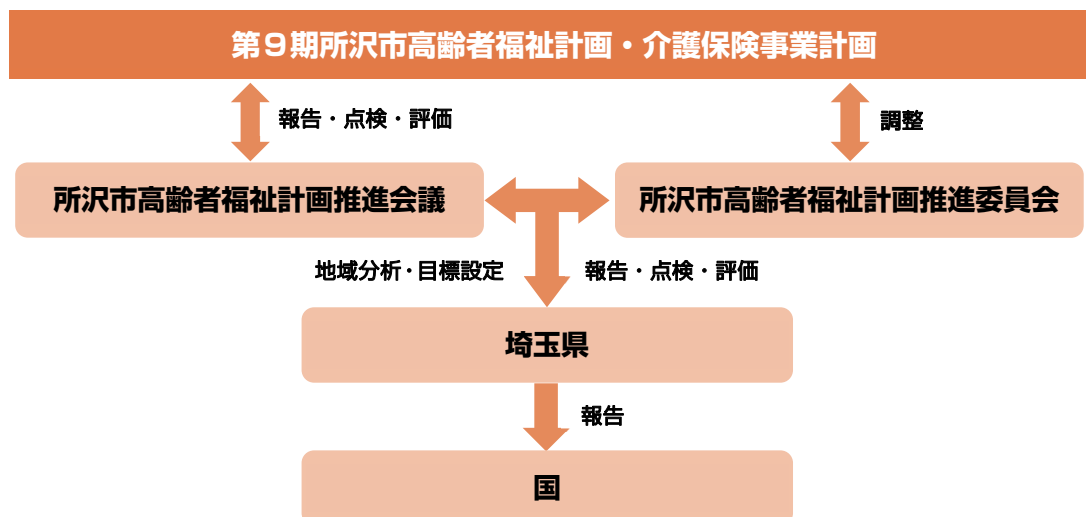 第9期所沢市高齢者福祉計画・介護保険事業計画
報告・点検・評価
調整
所沢市高齢者福祉計画推進会議
所沢市高齢者福祉計画推進委員会
地域分析・目標設定
報告・点検・評価
埼玉県
報告
国